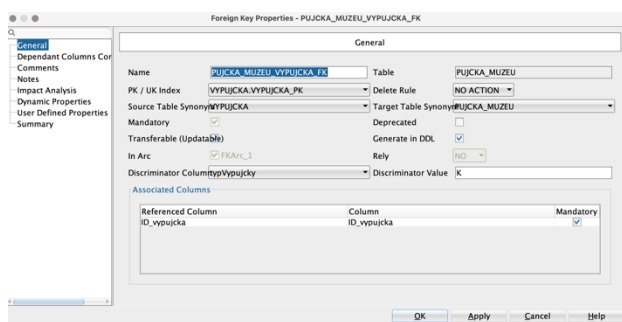 Foreign Key Properties - PUJCKA_MUZEU_VYPUJCKA_FK
General
Dependant Columns Cor
Comments
Notes
Impact Analysis
Dynamic Properties
User Defined Properties
Summary
General
Name PUJCKA_MUZEU_VYPUJCKA_FK Table PUJCKA_MUZEU
PK / UK Index VYPUJCKA.VYPUJCKA_PK Delete Rule NO ACTION
Source Table Synonym VYPUJCKA Target Table Synonym PUJCKA_MUZEU
Mandatory Deprecated
Transferable (Updatable) Generate in DDL
In Arc FKArc_1 Rely NO
Discriminator Column typVypujcky Discriminator Value K
Associated Columns
Referenced Column Column Mandatory
ID_vypujcka ID_vypujcka
OK Apply Cancel Help